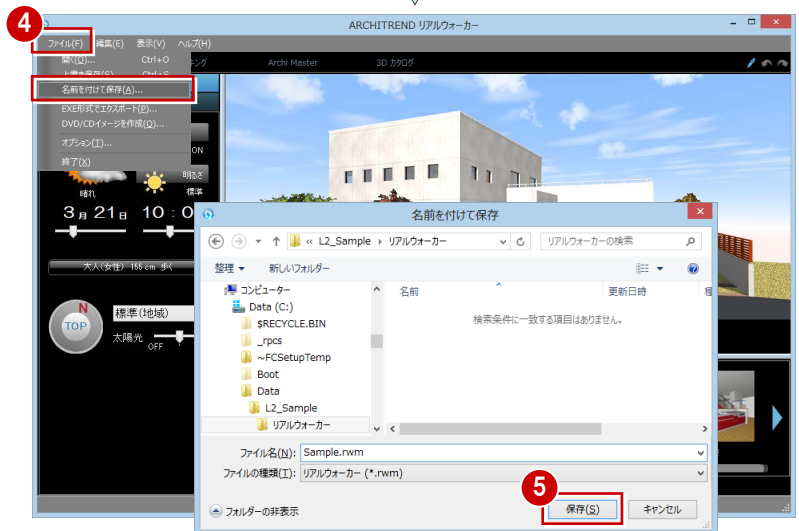 4
ARCHITREND リアルウォーカー
ファイル(F) 編集(E) 表示(V) ヘルプ(H)
開く(O)... Ctrl+O
上書き保存(S) Ctrl+S
Archi Master 3D カタログ
名前を付けて保存(A)...
EXE形式でエクスポート(P)...
DVD/CDイメージを作成(Q)...
オプション(T)...
終了(X)
ON
明るさ
晴れ 標準
3月21日 10:0
大人(女性) 155 cm 歩く
N
TOP
標準(地域)
太陽光 OFF
名前を付けて保存
« L2_Sample リアルウォーカー
リアルウォーカーの検索
整理 新しいフォルダー
コンピューター
Data (C:)
$RECYCLE.BIN
_rpcs
~FCSetupTemp
Boot
Data
L2_Sample
リアルウォーカー
名前 更新日時 種
検索条件に一致する項目はありません。
ファイル名(N): Sample.rwm
ファイルの種類(T): リアルウォーカー (*.rwm)
5
フォルダーの非表示
保存(S) キャンセル